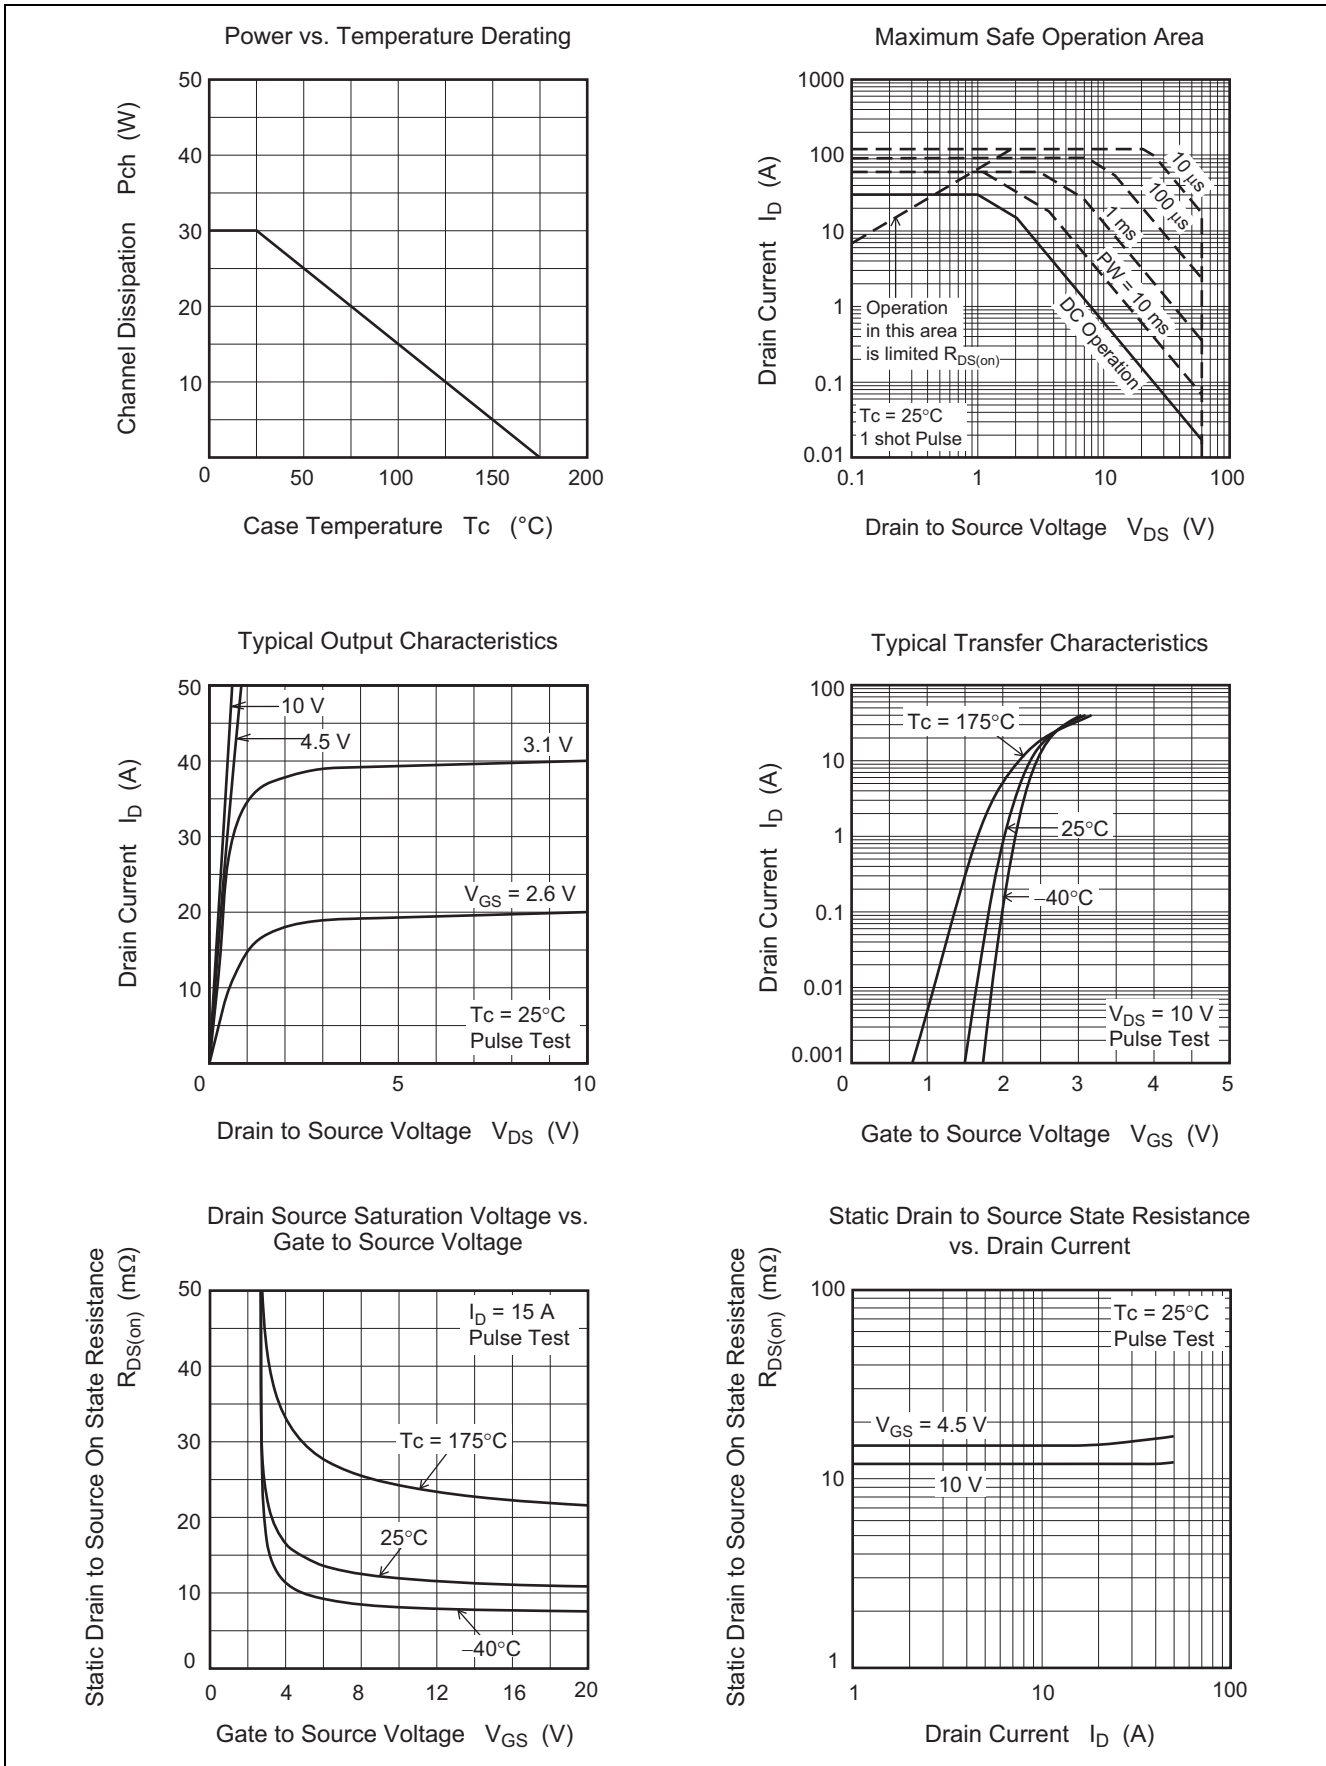 Power vs. Temperature Derating
50
40
30
20
10
0
50
100
150
200
Channel Dissipation Pch (W)
Case Temperature Tc (°C)
Maximum Safe Operation Area
1000
100
10
1
0.1
0.01
0.1
1
10
100
Drain Current ID (A)
10 μs
100 μs
1 ms
PW = 10 ms
DC Operation
Operation
in this area
is limited RDS(on)
Tc = 25°C
1 shot Pulse
Drain to Source Voltage VDS (V)
Typical Output Characteristics
50
40
30
20
10
0
5
10
Drain Current ID (A)
10 V
4.5 V
3.1 V
VGS = 2.6 V
Tc = 25°C
Pulse Test
Drain to Source Voltage VDS (V)
Typical Transfer Characteristics
100
10
1
0.1
0.01
0.001
0
1
2
3
4
5
Drain Current ID (A)
Tc = 175°C
25°C
−40°C
VDS = 10 V
Pulse Test
Gate to Source Voltage VGS (V)
Drain Source Saturation Voltage vs.
Gate to Source Voltage
Static Drain to Source On State Resistance
RDS(on) (mΩ)
50
40
30
20
10
0
0
4
8
12
16
20
ID = 15 A
Pulse Test
Tc = 175°C
25°C
−40°C
Gate to Source Voltage VGS (V)
Static Drain to Source State Resistance
vs. Drain Current
Static Drain to Source On State Resistance
RDS(on) (mΩ)
100
10
1
1
10
100
Tc = 25°C
Pulse Test
VGS = 4.5 V
10 V
Drain Current ID (A)